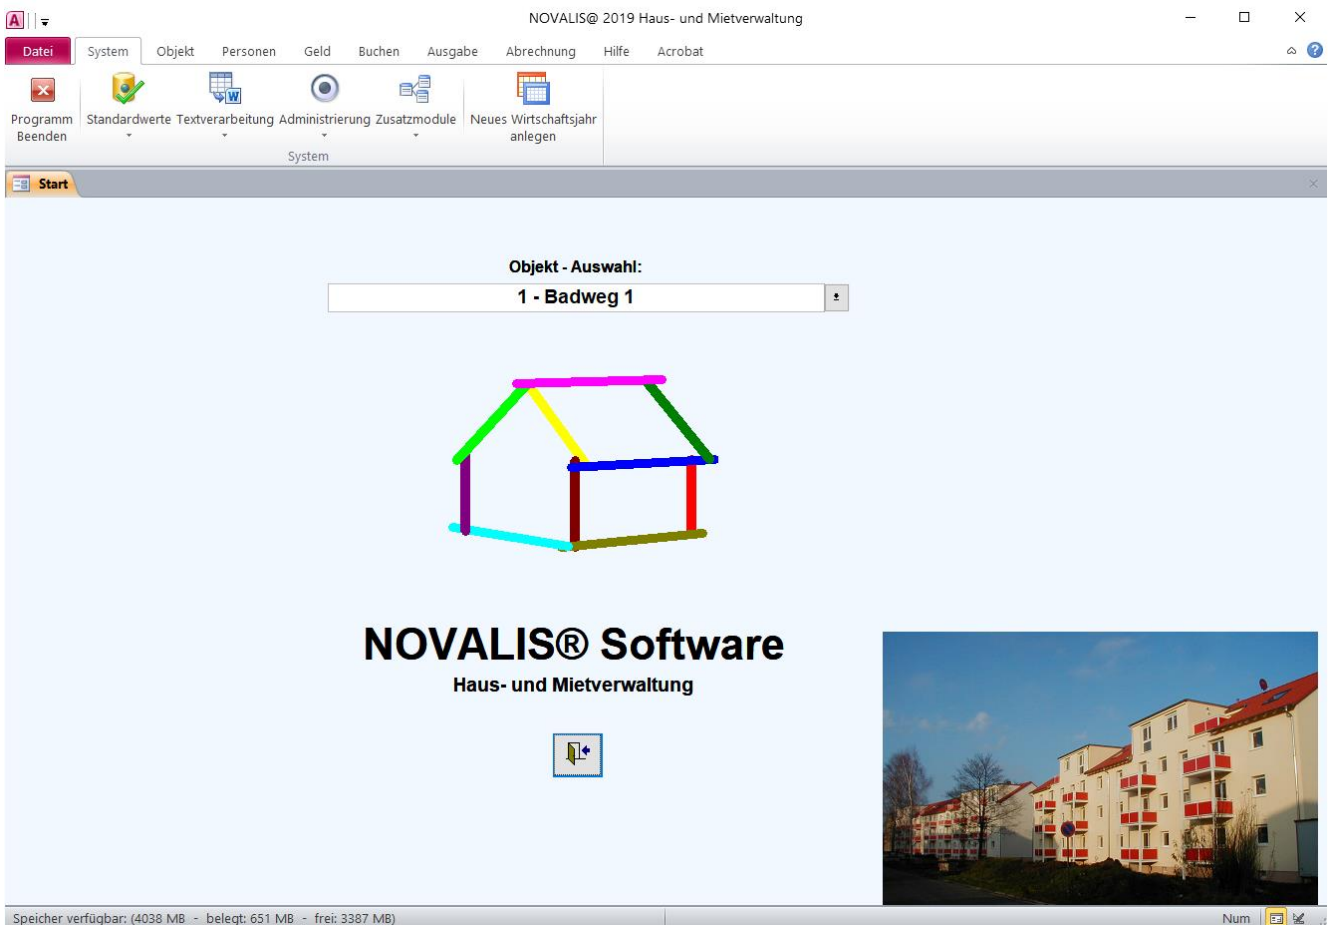 A
NOVALIS@ 2019 Haus- und Mietverwaltung
Datei System Objekt Personen Geld Buchen Ausgabe Abrechnung Hilfe Acrobat
Programm Beenden
Standardwerte Textverarbeitung Administrierung Zusatzmodule
Neues Wirtschaftsjahr anlegen
W
System
Start
Objekt - Auswahl:
1 - Badweg 1
NOVALIS® Software
Haus- und Mietverwaltung
Speicher verfügbar: (4038 MB - belegt: 651 MB - frei: 3387 MB)
Num